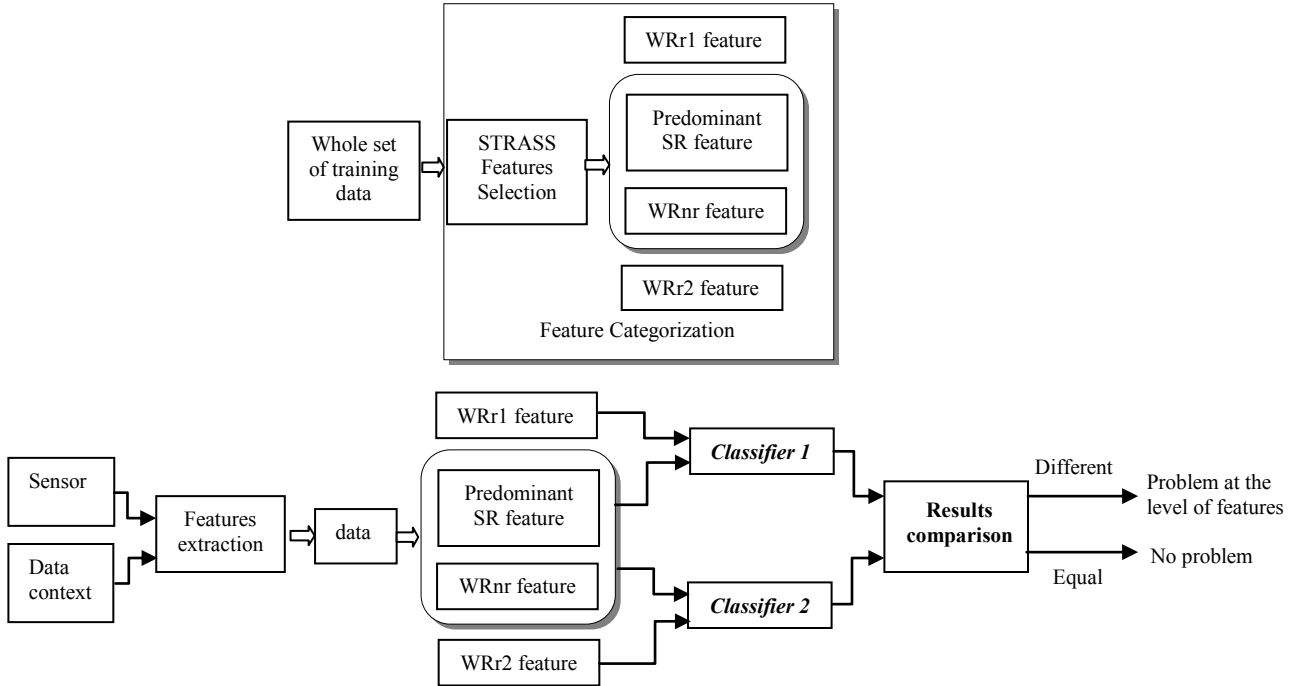 WRr1 feature
Whole set
of training
data
STRASS
Features
Selection
Predominant
SR feature
WRnr feature
WRr2 feature
Feature Categorization
WRr1 feature
Sensor
Data
context
Features
extraction
data
Predominant
SR feature
WRnr feature
WRr2 feature
Classifier 1
Classifier 2
Results
comparison
Different
Problem at the
level of features
Equal
No problem